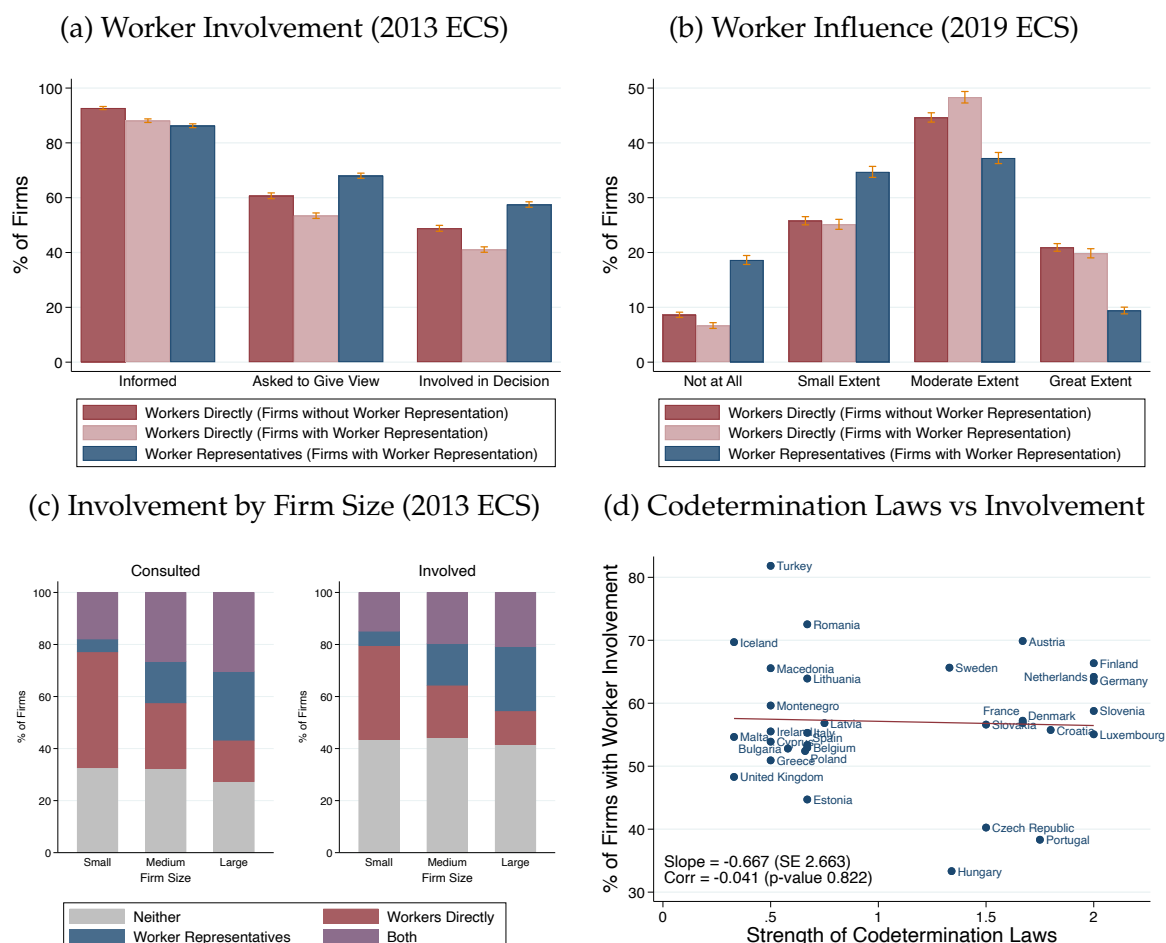 (a) Worker Involvement (2013 ECS)
% of Firms
100
80
60
40
20
0
Informed
Asked to Give View
Involved in Decision
Workers Directly (Firms without Worker Representation)
Workers Directly (Firms with Worker Representation)
Worker Representatives (Firms with Worker Representation)
(b) Worker Influence (2019 ECS)
% of Firms
50
40
30
20
10
0
Not at All
Small Extent
Moderate Extent
Great Extent
Workers Directly (Firms without Worker Representation)
Workers Directly (Firms with Worker Representation)
Worker Representatives (Firms with Worker Representation)
(c) Involvement by Firm Size (2013 ECS)
Consulted
% of Firms
100
80
60
40
20
0
Small
Medium
Large
Firm Size
Involved
% of Firms
100
80
60
40
20
0
Small
Medium
Large
Firm Size
Neither
Workers Directly
Worker Representatives
Both
(d) Codetermination Laws vs Involvement
% of Firms with Worker Involvement
80
70
60
50
40
30
Turkey
Romania
Iceland
Austria
Macedonia
Sweden
Finland
Lithuania
Netherlands
Germany
Montenegro
France
Denmark
Slovenia
Latvia
Slovakia
Ireland
Italy
Croatia
Luxembourg
Malta
Cyprus
Spain
Bulgaria
Belgium
Poland
Greece
United Kingdom
Estonia
Czech Republic
Portugal
Hungary
Slope = -0.667 (SE 2.663)
Corr = -0.041 (p-value 0.822)
0
.5
1
1.5
2
Strength of Codetermination Laws